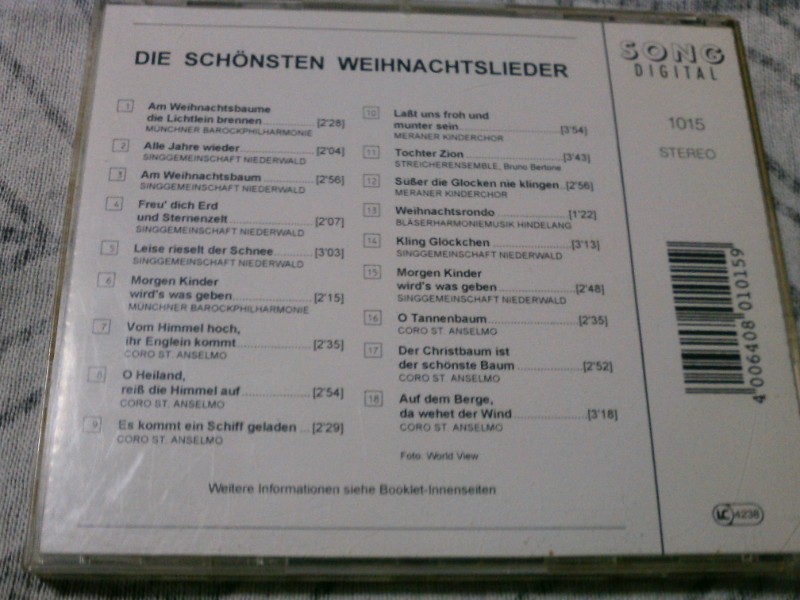 DIE SCHÖNSTEN WEIHNACHTSLIEDER
1 Am Weihnachtsbaume
die Lichtlein brennen [2'28]
MÜNCHNER BAROCKPHILHARMONIE
2 Alle Jahre wieder [2'04]
SINGGEMEINSCHAFT NIEDERWALD
3 Am Weihnachtsbaum [2'56]
SINGGEMEINSCHAFT NIEDERWALD
4 Freu' dich Erd
und Sternenzelt [2'07]
SINGGEMEINSCHAFT NIEDERWALD
5 Leise rieselt der Schnee [3'03]
SINGGEMEINSCHAFT NIEDERWALD
6 Morgen Kinder
wird's was geben [2'15]
MÜNCHNER BAROCKPHILHARMONIE
7 Vom Himmel hoch,
ihr Englein kommt [2'35]
CORO ST. ANSELMO
8 O Heiland,
reiß die Himmel auf [2'54]
CORO ST. ANSELMO
9 Es kommt ein Schiff geladen [2'29]
CORO ST. ANSELMO
10 Laßt uns froh und
munter sein [3'54]
MERANER KINDERCHOR
11 Tochter Zion [3'43]
STREICHERENSEMBLE, Bruno Bertone
12 Süßer die Glocken nie klingen [2'56]
MERANER KINDERCHOR
13 Weihnachtsrondo [1'22]
BLÄSERHARMONIEMUSIK HINDELANG
14 Kling Glöckchen [3'13]
SINGGEMEINSCHAFT NIEDERWALD
15 Morgen Kinder
wird's was geben [2'48]
SINGGEMEINSCHAFT NIEDERWALD
16 O Tannenbaum [2'35]
CORO ST. ANSELMO
17 Der Christbaum ist
der schönste Baum [2'52]
CORO ST. ANSELMO
18 Auf dem Berge,
da wehet der Wind [3'18]
CORO ST. ANSELMO
Foto: World View
Weitere Informationen siehe Booklet-Innenseiten
SONG
DIGITAL
1015
STEREO
4 006408 010159
LC 4238